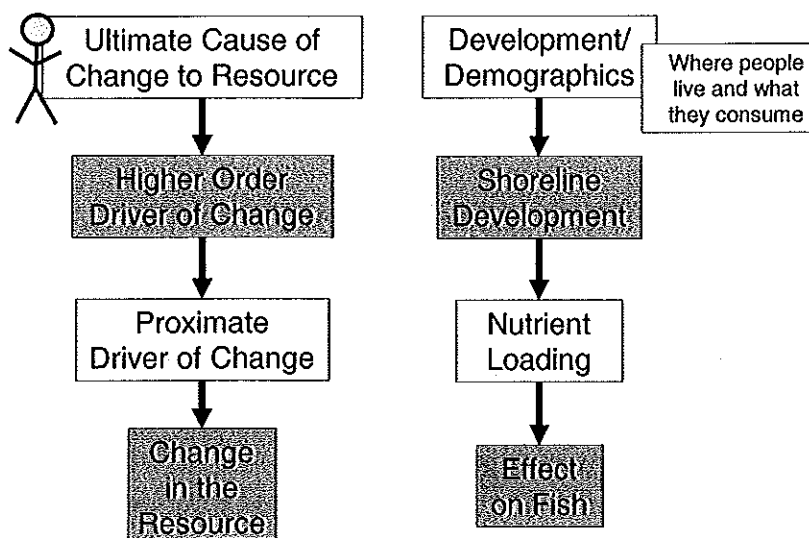 Ultimate Cause of
Change to Resource
Higher Order
Driver of Change
Proximate
Driver of Change
Change
in the
Resource
Development/
Demographics
Where people
live and what
they consume
Shoreline
Development
Nutrient
Loading
Effect
on Fish